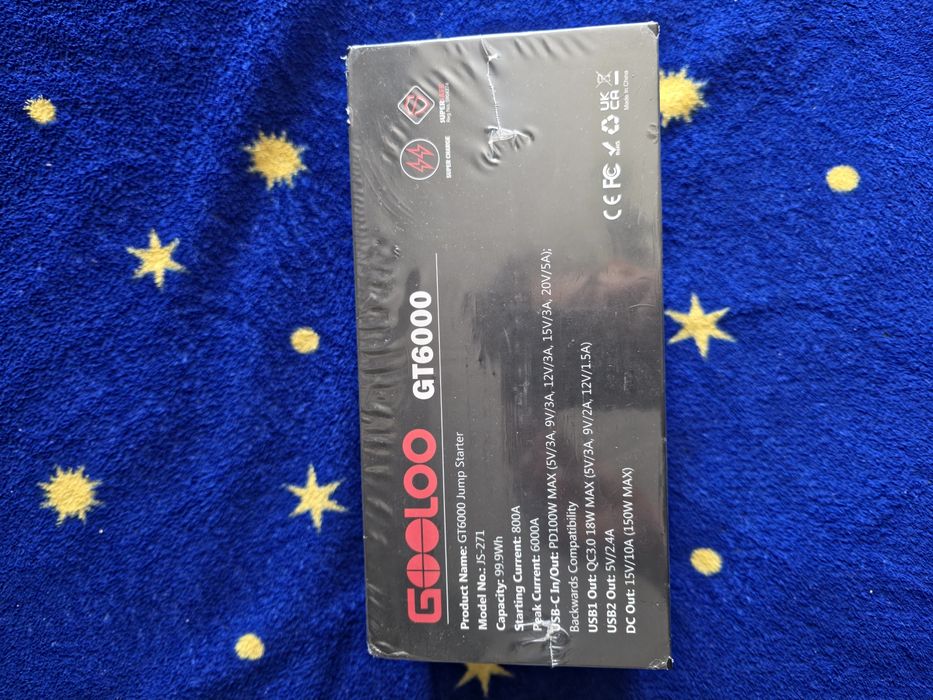 GOOLOO GT6000
Product Name: GT6000 Jump Starter
Model No.: JS-271
Capacity: 99.9Wh
Starting Current: 800A
Peak Current: 6000A
USB-C In/Out: PD100W MAX (5V/3A, 9V/3A, 12V/3A, 15V/3A, 20V/5A);
Backwards Compatibility
USB1 Out: QC3.0 18W MAX (5V/3A, 9V/2A, 12V/1.5A)
USB2 Out: 5V/2.4A
DC Out: 15V/10A (150W MAX)
SUPER CHARGE
SUPER
CE FC RoHS UK CA
Made in China